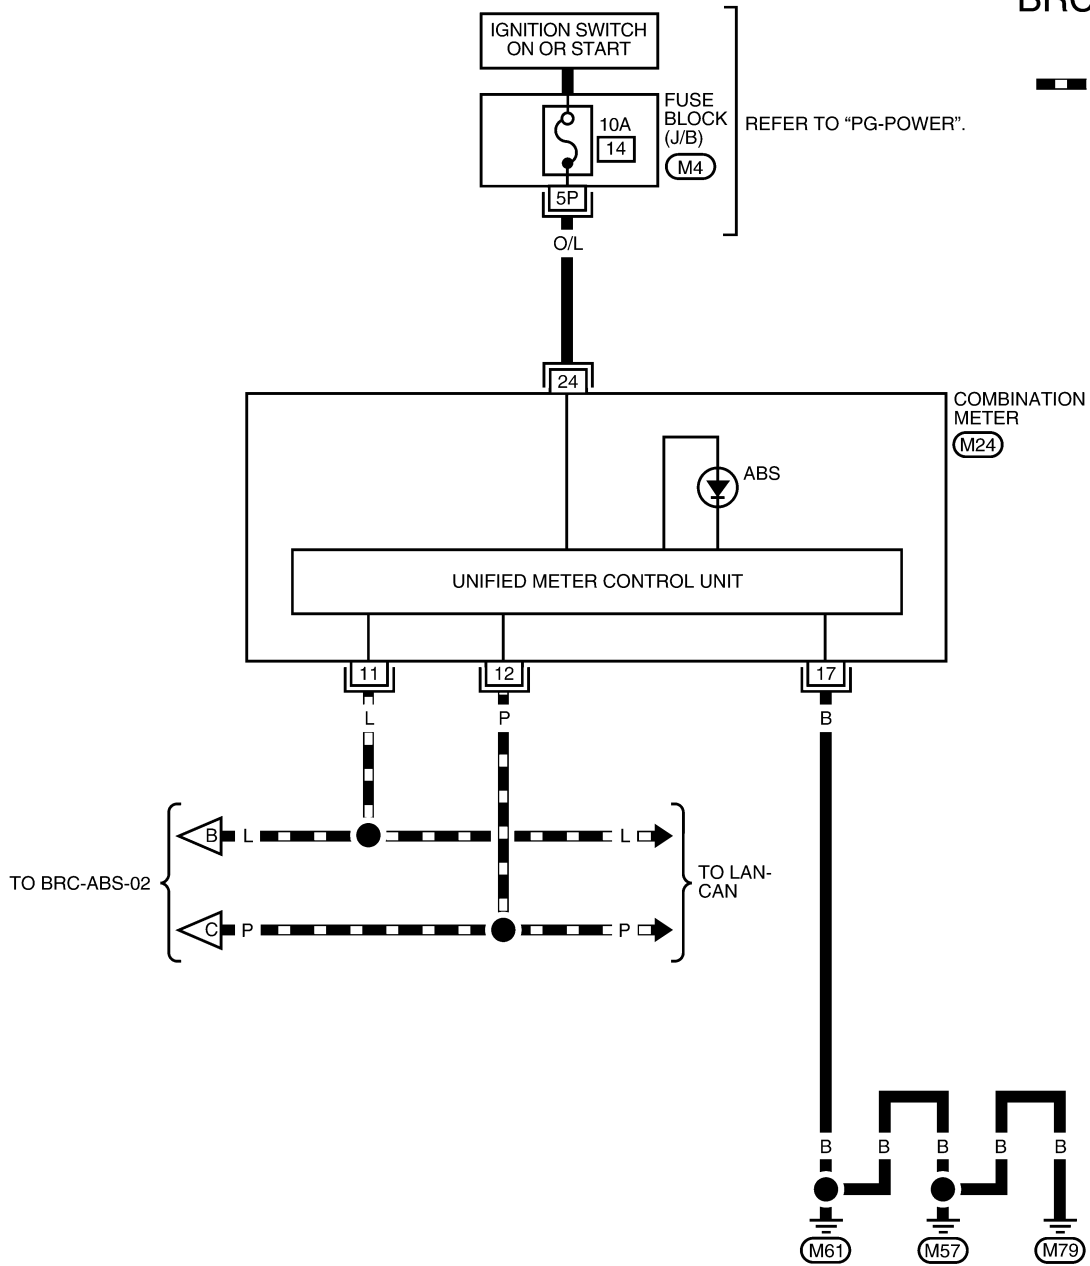 BRC
IGNITION SWITCH
ON OR START
FUSE
BLOCK
(J/B)
M4
10A
14
REFER TO “PG-POWER”.
5P
O/L
24
COMBINATION
METER
M24
ABS
UNIFIED METER CONTROL UNIT
11
12
17
L
P
B
B
L
L
TO BRC-ABS-02
TO LAN-
CAN
C
P
P
B
B
B
B
B
M61
M57
M79